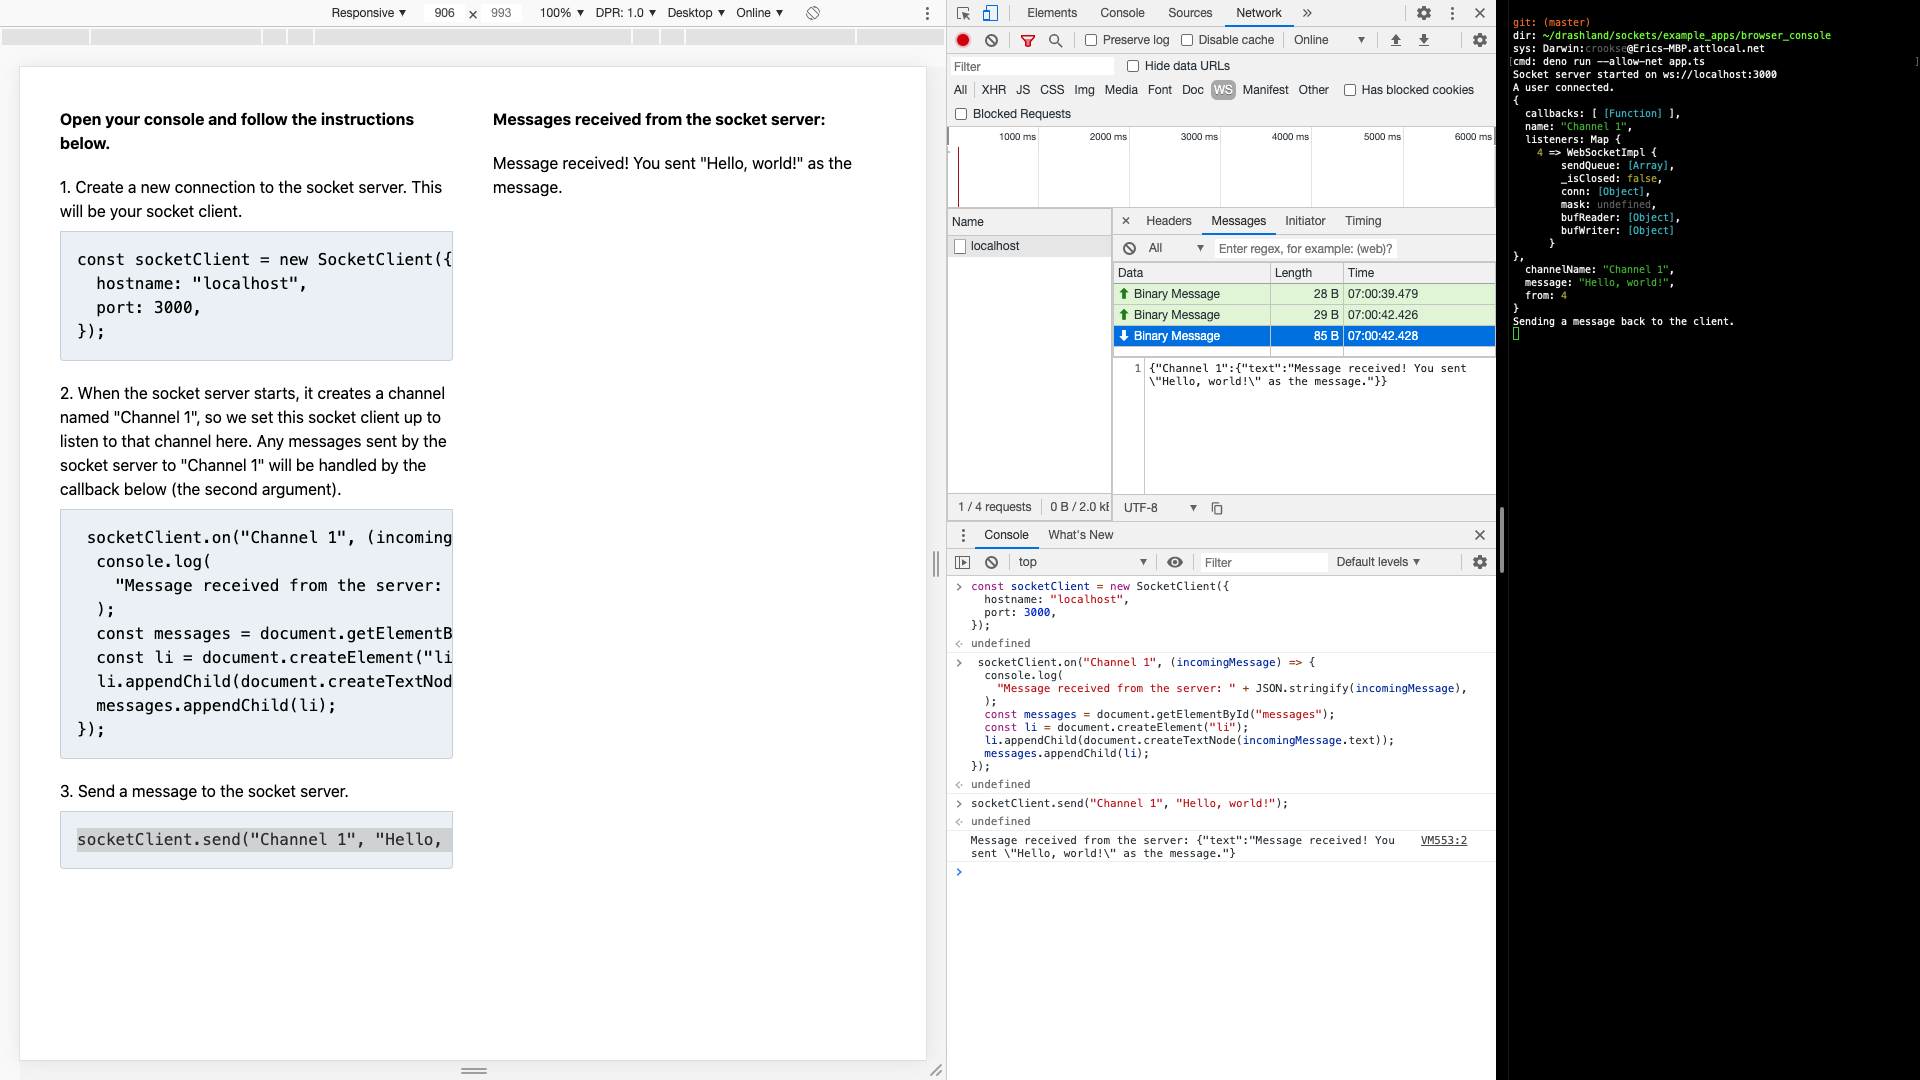 Responsive ▼ 906 × 993 100% ▼ DPR: 1.0 ▼ Desktop ▼ Online ▼
Open your console and follow the instructions
below.
1. Create a new connection to the socket server. This
will be your socket client.
const socketClient = new SocketClient({
  hostname: "localhost",
  port: 3000,
});
2. When the socket server starts, it creates a channel
named "Channel 1", so we set this socket client up to
listen to that channel here. Any messages sent by the
socket server to "Channel 1" will be handled by the
callback below (the second argument).
socketClient.on("Channel 1", (incoming
  console.log(
    "Message received from the server:
  );
  const messages = document.getElementB
  const li = document.createElement("li
  li.appendChild(document.createTextNod
  messages.appendChild(li);
});
3. Send a message to the socket server.
socketClient.send("Channel 1", "Hello,
Messages received from the socket server:
Message received! You sent "Hello, world!" as the
message.
Elements Console Sources Network »
Preserve log Disable cache Online ▼
Filter Hide data URLs
All XHR JS CSS Img Media Font Doc WS Manifest Other Has blocked cookies
Blocked Requests
1000 ms 2000 ms 3000 ms 4000 ms 5000 ms 6000 ms
Name
localhost
1 / 4 requests 0 B / 2.0 kB
× Headers Messages Initiator Timing
All ▼ Enter regex, for example: (web)?
Data Length Time
Binary Message 28 B 07:00:39.479
Binary Message 29 B 07:00:42.426
Binary Message 85 B 07:00:42.428
1 {"Channel 1":{"text":"Message received! You sent
\"Hello, world!\" as the message."}}
UTF-8 ▼
Console What's New
top ▼ Filter Default levels ▼
> const socketClient = new SocketClient({
  hostname: "localhost",
  port: 3000,
});
undefined
> socketClient.on("Channel 1", (incomingMessage) => {
  console.log(
    "Message received from the server: " + JSON.stringify(incomingMessage),
  );
  const messages = document.getElementById("messages");
  const li = document.createElement("li");
  li.appendChild(document.createTextNode(incomingMessage.text));
  messages.appendChild(li);
});
undefined
> socketClient.send("Channel 1", "Hello, world!");
undefined
Message received from the server: {"text":"Message received! You VM553:2
sent \"Hello, world!\" as the message."}
>
git: (master)
dir: ~/drashland/sockets/example_apps/browser_console
sys: Darwin:crookse@Erics-MBP.attlocal.net
[cmd: deno run --allow-net app.ts ]
Socket server started on ws://localhost:3000
A user connected.
{
  callbacks: [ [Function] ],
  name: "Channel 1",
  listeners: Map {
    4 => WebSocketImpl {
        sendQueue: [Array],
        _isClosed: false,
        conn: [Object],
        mask: undefined,
        bufReader: [Object],
        bufWriter: [Object]
      }
},
  channelName: "Channel 1",
  message: "Hello, world!",
  from: 4
}
Sending a message back to the client.